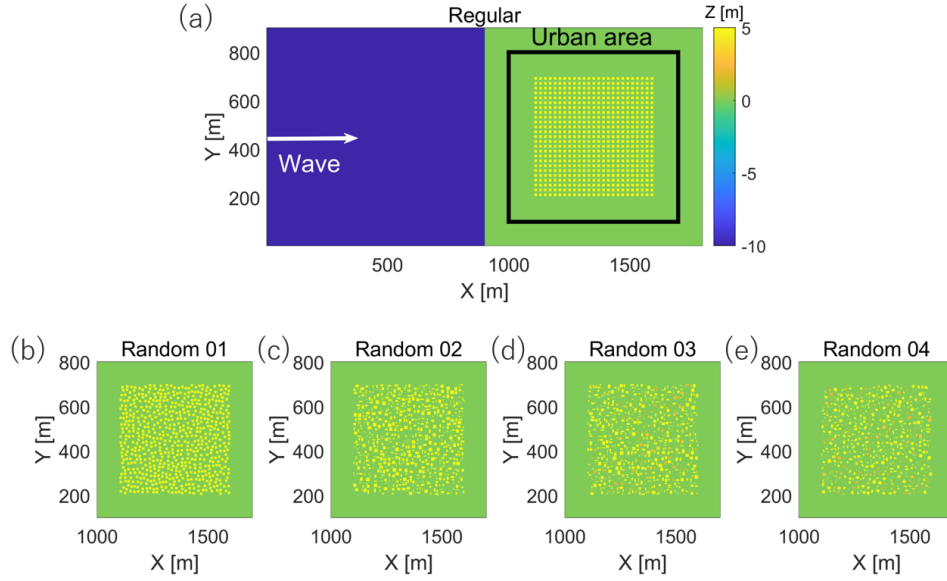 (a)
Regular
Z [m]
Urban area
Wave
Y [m]
800
600
400
200
500
1000
1500
X [m]
5
0
-5
-10
(b)
Random 01
Y [m]
800
600
400
200
1000
1500
X [m]
(c)
Random 02
Y [m]
800
600
400
200
1000
1500
X [m]
(d)
Random 03
Y [m]
800
600
400
200
1000
1500
X [m]
(e)
Random 04
Y [m]
800
600
400
200
1000
1500
X [m]